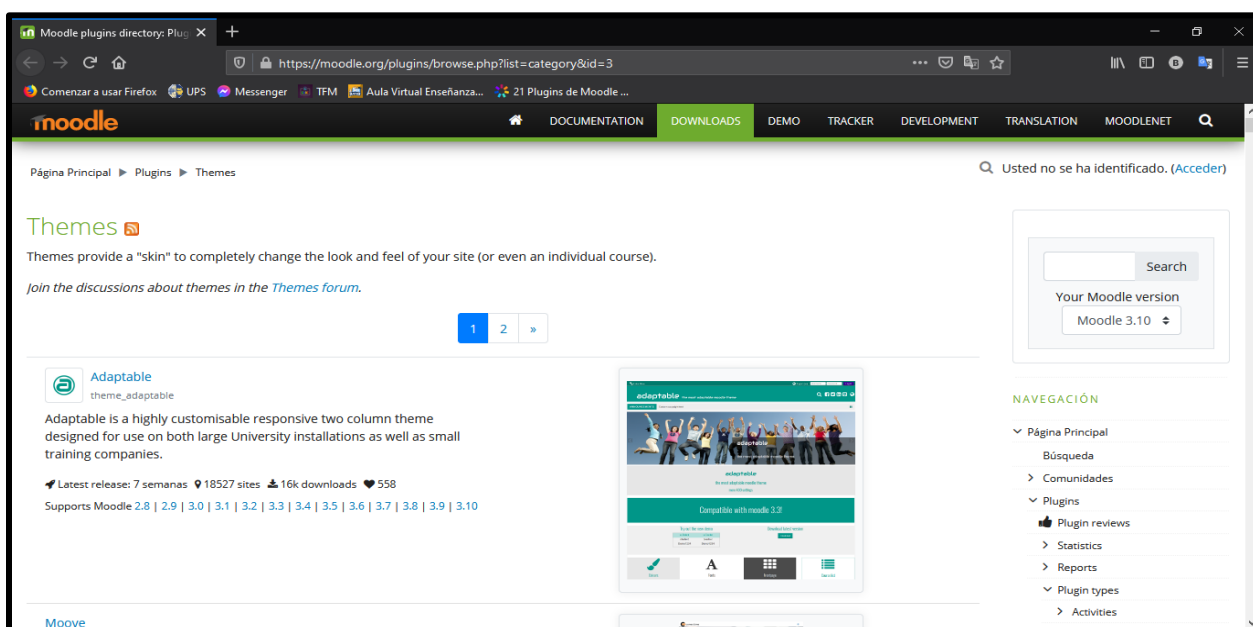 Moodle plugins directory: Plug
https://moodle.org/plugins/browse.php?list=category&id=3
Comenzar a usar Firefox UPS Messenger TFM Aula Virtual Enseñanza... 21 Plugins de Moodle ...
moodle DOCUMENTATION DOWNLOADS DEMO TRACKER DEVELOPMENT TRANSLATION MOODLENET
Página Principal Plugins Themes
Usted no se ha identificado. (Acceder)
Themes
Themes provide a "skin" to completely change the look and feel of your site (or even an individual course).
Join the discussions about themes in the Themes forum.
1 2 »
Adaptable
theme_adaptable
Adaptable is a highly customisable responsive two column theme
designed for use on both large University installations as well as small
training companies.
Latest release: 7 semanas 18527 sites 16k downloads 558
Supports Moodle 2.8 | 2.9 | 3.0 | 3.1 | 3.2 | 3.3 | 3.4 | 3.5 | 3.6 | 3.7 | 3.8 | 3.9 | 3.10
adaptable
adaptable
adaptable
Compatible with moodle 3.3!
Moove
Search
Your Moodle version
Moodle 3.10
NAVEGACIÓN
Página Principal
Búsqueda
Comunidades
Plugins
Plugin reviews
Statistics
Reports
Plugin types
Activities